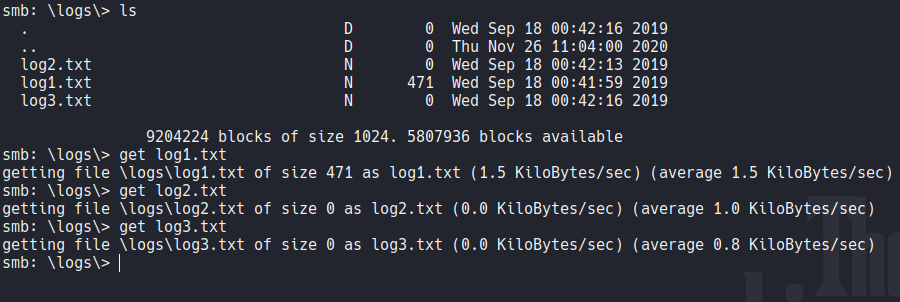 smb: \logs\> ls
  .                                   D        0  Wed Sep 18 00:42:16 2019
  ..                                  D        0  Thu Nov 26 11:04:00 2020
  log2.txt                            N        0  Wed Sep 18 00:42:13 2019
  log1.txt                            N      471  Wed Sep 18 00:41:59 2019
  log3.txt                            N        0  Wed Sep 18 00:42:16 2019
                9204224 blocks of size 1024. 5807936 blocks available
smb: \logs\> get log1.txt
getting file \logs\log1.txt of size 471 as log1.txt (1.5 KiloBytes/sec) (average 1.5 KiloBytes/sec)
smb: \logs\> get log2.txt
getting file \logs\log2.txt of size 0 as log2.txt (0.0 KiloBytes/sec) (average 1.0 KiloBytes/sec)
smb: \logs\> get log3.txt
getting file \logs\log3.txt of size 0 as log3.txt (0.0 KiloBytes/sec) (average 0.8 KiloBytes/sec)
smb: \logs\>